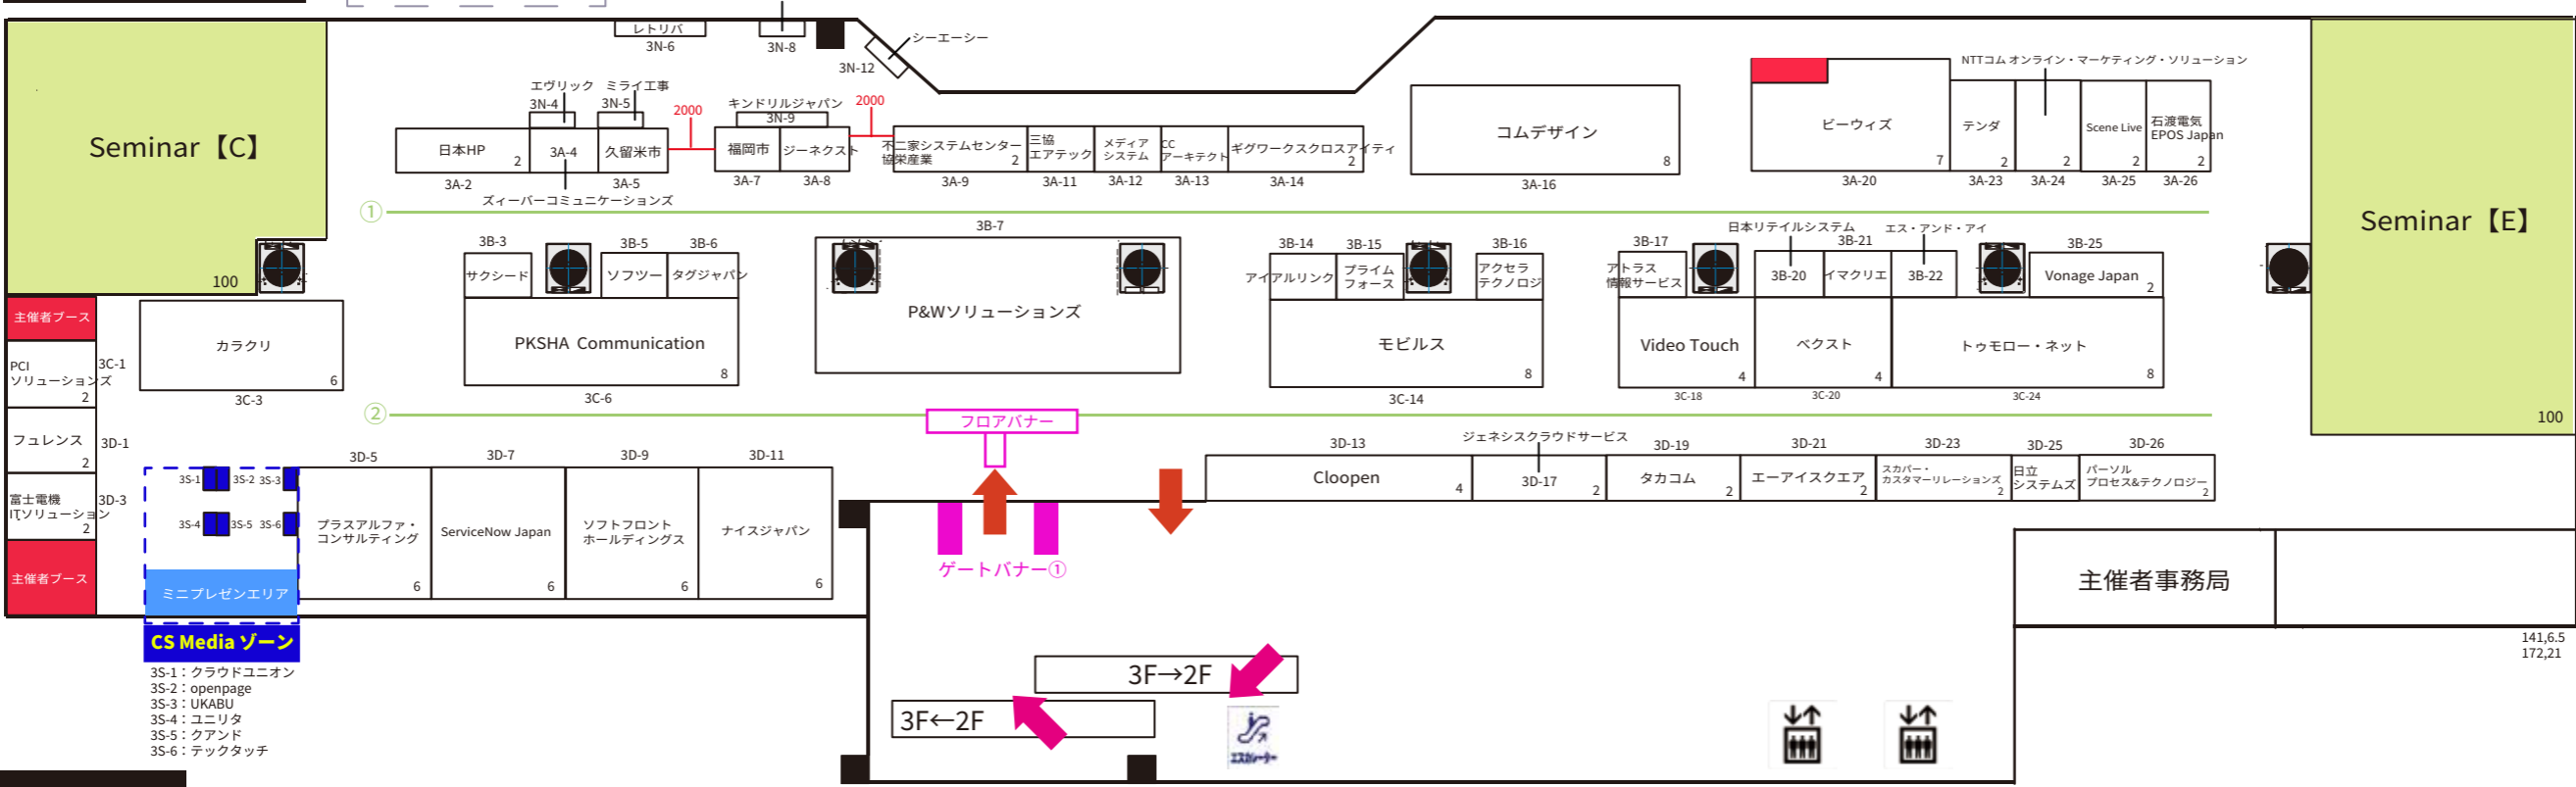 レトリバ
3N-6
3N-8
シーエーシー
3N-12
NTTコム オンライン・マーケティング・ソリューション
エヴリック
ミライ工事
3N-4
3N-5
2000
キンドリルジャパン
3N-9
2000
Seminar【C】
100
日本HP
2
3A-4
久留米市
福岡市
ジーネクスト
不二家システムセンター
協栄産業
2
三協
エアテック
メディア
システム
CC
アーキテクト
ギグワークスクロスアイティ
2
コムデザイン
8
ビーウィズ
7
テンダ
2
2
Scene Live
2
石渡電気
EPOS Japan
2
Seminar【E】
100
3A-2
3A-5
3A-7
3A-8
3A-9
3A-11
3A-12
3A-13
3A-14
3A-16
3A-20
3A-23
3A-24
3A-25
3A-26
ズィーバーコミュニケーションズ
①
3B-3
3B-5
3B-6
3B-7
3B-14
3B-15
3B-16
3B-17
日本リテイルシステム
3B-21
エス・アンド・アイ
3B-25
サクシード
ソフツー
タグジャパン
アイアルリンク
プライム
フォース
アクセラ
テクノロジ
アトラス
情報サービス
3B-20
イマクリエ
3B-22
Vonage Japan
2
主催者ブース
PCI
ソリューションズ
2
3C-1
カラクリ
6
PKSHA Communication
8
P&Wソリューションズ
モビルス
8
Video Touch
4
ベクスト
4
トゥモロー・ネット
8
3C-3
3C-6
3C-14
3C-18
3C-20
3C-24
②
フロアバナー
フュレンス
2
3D-1
富士電機
ITソリューション
2
3D-3
主催者ブース
3S-1
3S-2
3S-3
3S-4
3S-5
3S-6
ミニプレゼンエリア
3D-5
3D-7
3D-9
3D-11
プラスアルファ・
コンサルティング
6
ServiceNow Japan
6
ソフトフロント
ホールディングス
6
ナイスジャパン
6
3D-13
ジェネシスクラウドサービス
3D-19
3D-21
3D-23
3D-25
3D-26
Cloopen
4
3D-17
2
タカコム
2
エーアイスクエア
2
スカパー・
カスタマーリレーションズ
2
日立
システムズ
パーソル
プロセス&テクノロジー
2
ゲートバナー①
主催者事務局
CS Media ゾーン
3S-1：クラウドユニオン
3S-2：openpage
3S-3：UKABU
3S-4：ユニリタ
3S-5：クアンド
3S-6：テックタッチ
3F→2F
3F←2F
エスカレーター
141,6.5
172,21